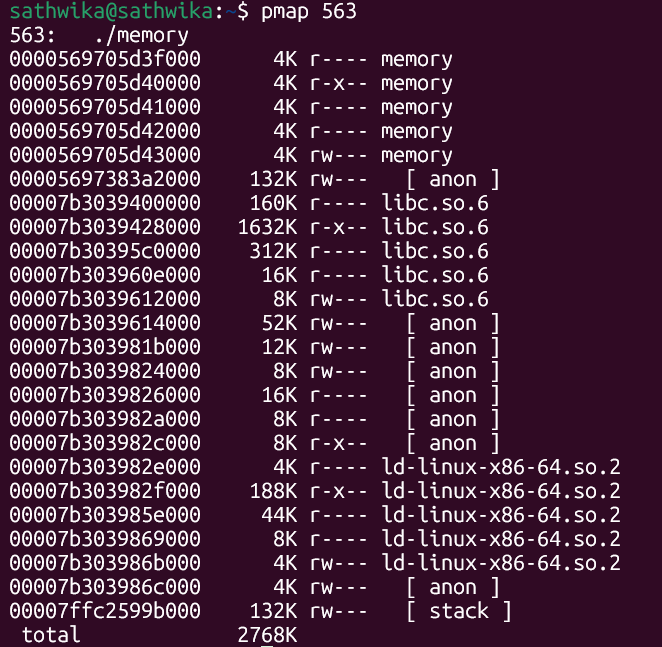 sathwika@sathwika:~$ pmap 563
563:   ./memory
0000569705d3f000      4K r---- memory
0000569705d40000      4K r-x-- memory
0000569705d41000      4K r---- memory
0000569705d42000      4K r---- memory
0000569705d43000      4K rw--- memory
00005697383a2000    132K rw---   [ anon ]
00007b3039400000    160K r---- libc.so.6
00007b3039428000   1632K r-x-- libc.so.6
00007b30395c0000    312K r---- libc.so.6
00007b303960e000     16K r---- libc.so.6
00007b3039612000      8K rw--- libc.so.6
00007b3039614000     52K rw---   [ anon ]
00007b303981b000     12K rw---   [ anon ]
00007b3039824000      8K rw---   [ anon ]
00007b3039826000     16K r----   [ anon ]
00007b303982a000      8K r----   [ anon ]
00007b303982c000      8K r-x--   [ anon ]
00007b303982e000      4K r---- ld-linux-x86-64.so.2
00007b303982f000    188K r-x-- ld-linux-x86-64.so.2
00007b303985e000     44K r---- ld-linux-x86-64.so.2
00007b3039869000      8K r---- ld-linux-x86-64.so.2
00007b303986b000      4K rw--- ld-linux-x86-64.so.2
00007b303986c000      4K rw---   [ anon ]
00007ffc2599b000    132K rw---   [ stack ]
 total             2768K